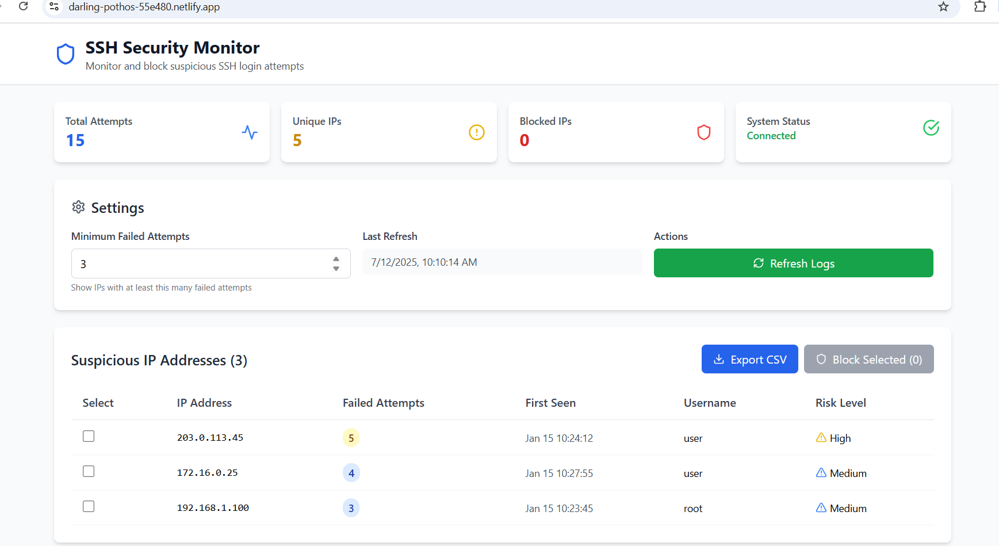 darling-pothos-55e480.netlify.app
SSH Security Monitor
Monitor and block suspicious SSH login attempts
Total Attempts
15
Unique IPs
5
Blocked IPs
0
System Status
Connected
Settings
Minimum Failed Attempts
3
Show IPs with at least this many failed attempts
Last Refresh
7/12/2025, 10:10:14 AM
Actions
Refresh Logs
Suspicious IP Addresses (3)
Export CSV
Block Selected (0)
Select IP Address Failed Attempts First Seen Username Risk Level
203.0.113.45 5 Jan 15 10:24:12 user High
172.16.0.25 4 Jan 15 10:27:55 user Medium
192.168.1.100 3 Jan 15 10:23:45 root Medium